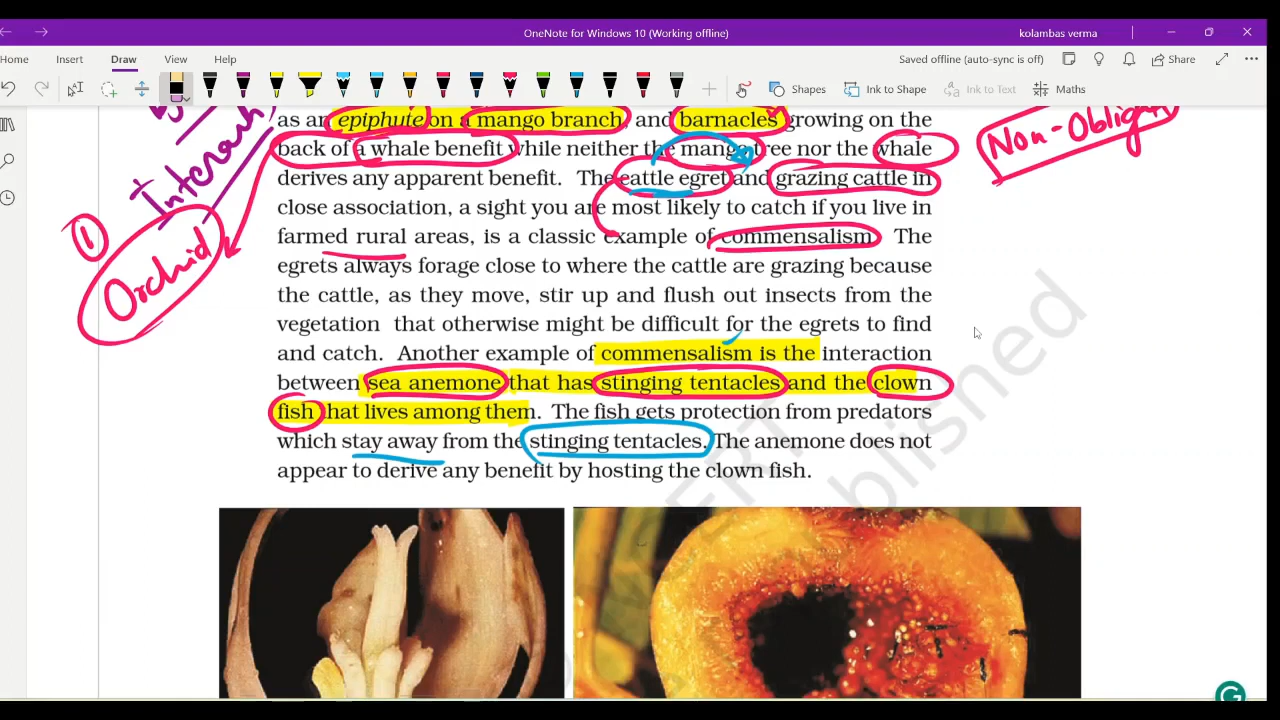 OneNote for Windows 10 (Working offline)
kolambas verma
Home Insert Draw View Help
Saved offline (auto-sync is off)
Share
Shapes
Ink to Shape
Ink to Text
Maths
as an epiphyte on a mango branch, and barnacles growing on the
back of a whale benefit while neither the mango tree nor the whale
derives any apparent benefit. The cattle egret and grazing cattle in
close association, a sight you are most likely to catch if you live in
farmed rural areas, is a classic example of commensalism. The
egrets always forage close to where the cattle are grazing because
the cattle, as they move, stir up and flush out insects from the
vegetation that otherwise might be difficult for the egrets to find
and catch. Another example of commensalism is the interaction
between sea anemone that has stinging tentacles and the clown
fish that lives among them. The fish gets protection from predators
which stay away from the stinging tentacles. The anemone does not
appear to derive any benefit by hosting the clown fish.
Non-Oblig
Interac
①
Orchid
NCERT
published